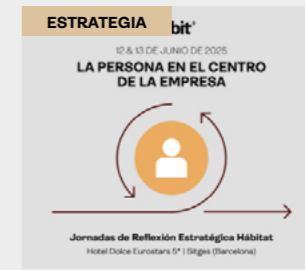 ESTRATEGIA
bit+
12 & 13 DE JUNIO DE 2025
LA PERSONA EN EL CENTRO
DE LA EMPRESA
Jornadas de Reflexión Estratégica Hábitat
Hotel Dolce Eurostars 5* | Sitges (Barcelona)